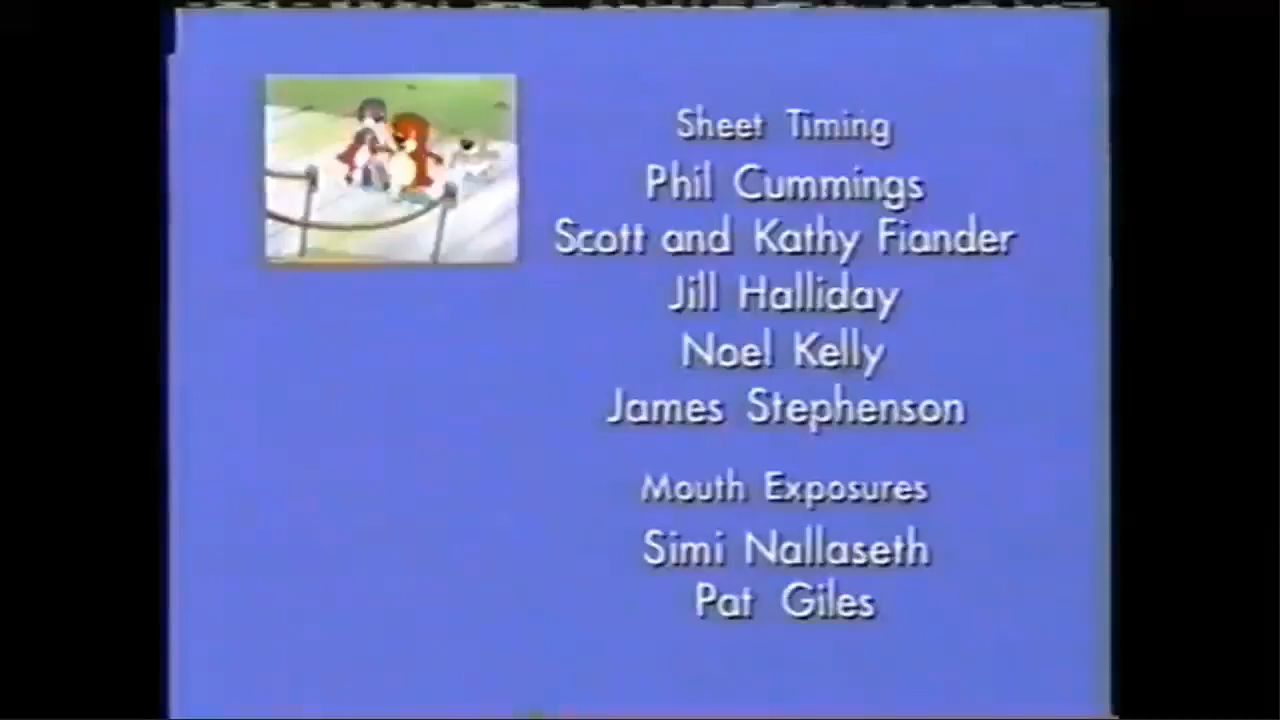 Sheet Timing
Phil Cummings
Scott and Kathy Fiander
Jill Halliday
Noel Kelly
James Stephenson
Mouth Exposures
Simi Nallaseth
Pat Giles